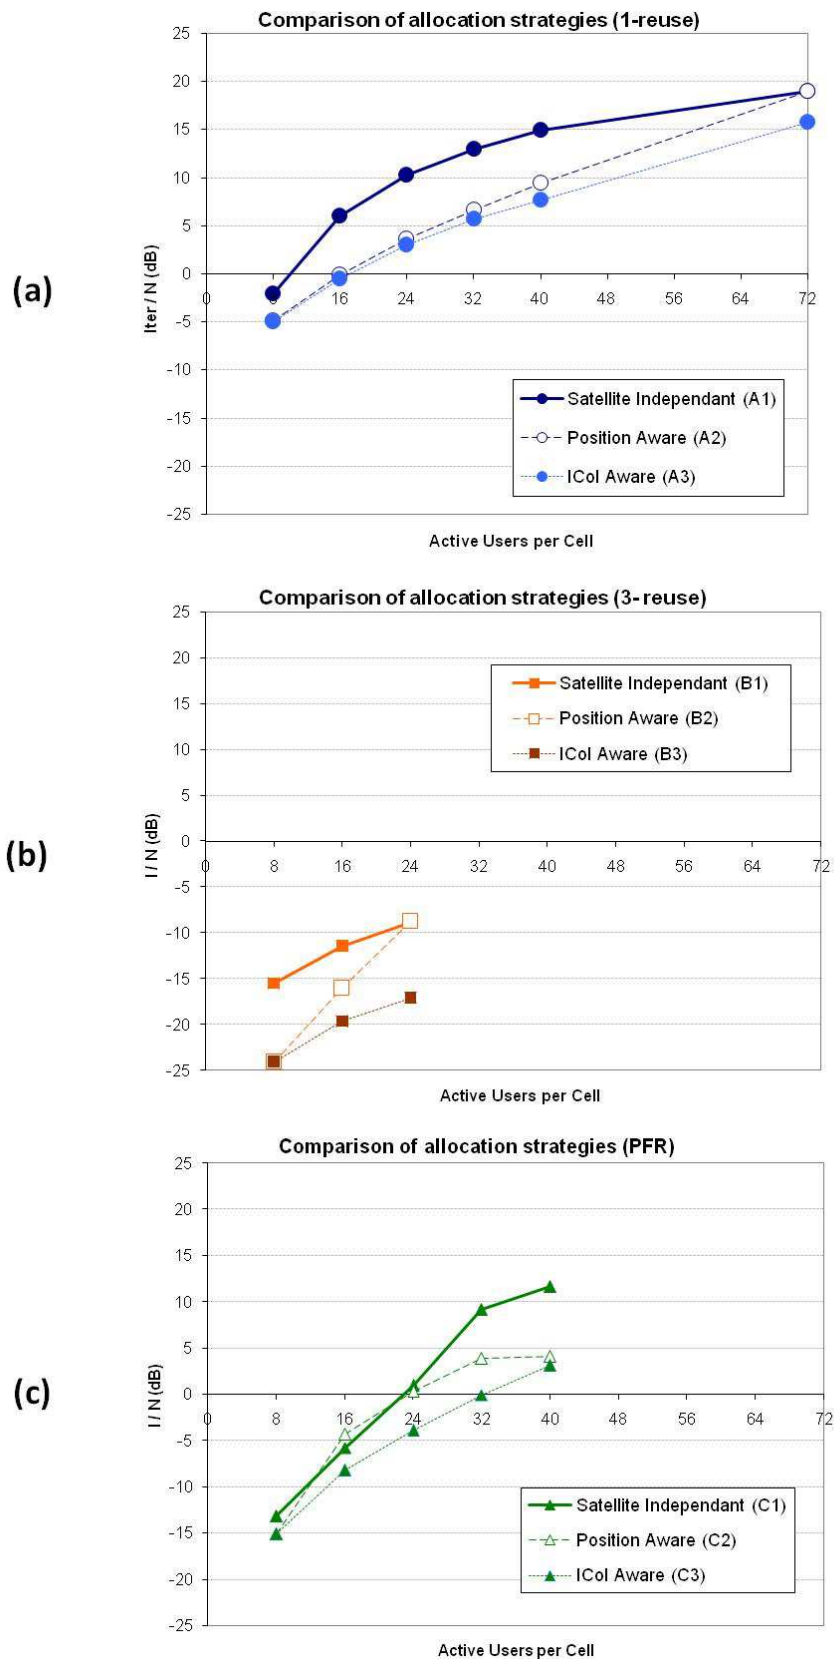 Comparison of allocation strategies (1-reuse)
25
20
15
10
5
0
-5
-10
-15
-20
-25
0 8 16 24 32 40 48 56 64 72
Iter / N (dB)
(a)
Satellite Independant (A1)
Position Aware (A2)
ICol Aware (A3)
Active Users per Cell
Comparison of allocation strategies (3- reuse)
25
20
15
10
5
0
-5
-10
-15
-20
-25
0 8 16 24 32 40 48 56 64 72
I / N (dB)
(b)
Satellite Independant (B1)
Position Aware (B2)
ICol Aware (B3)
Active Users per Cell
Comparison of allocation strategies (PFR)
25
20
15
10
5
0
-5
-10
-15
-20
-25
0 8 16 24 32 40 48 56 64 72
I / N (dB)
(c)
Satellite Independant (C1)
Position Aware (C2)
ICol Aware (C3)
Active Users per Cell